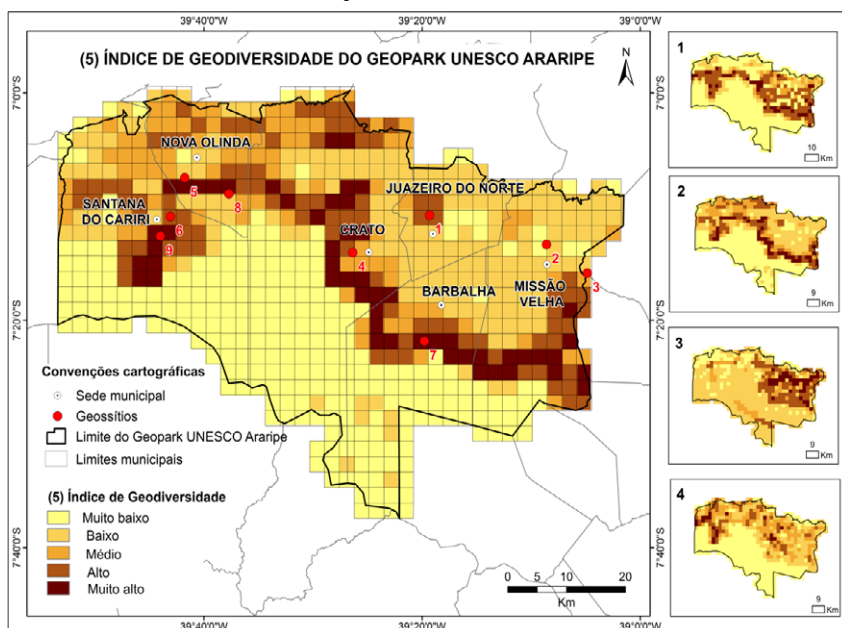 39°40'0"W
39°20'0"W
39°0'0"W
(5) ÍNDICE DE GEODIVERSIDADE DO GEOPARK UNESCO ARARIPE
N
7°0'0"S
7°20'0"S
7°40'0"S
NOVA OLINDA
5
8
SANTANA
DO CARIRI
6
9
JUAZEIRO DO NORTE
1
CRATO
4
2
BARBALHA
MISSÃO
VELHA
3
7
Convenções cartográficas
Sede municipal
Geossítios
Limite do Geopark UNESCO Araripe
Limites municipais
(5) Índice de Geodiversidade
Muito baixo
Baixo
Médio
Alto
Muito alto
0 5 10 20
Km
7°0'0"S
7°20'0"S
7°40'0"S
39°40'0"W
39°20'0"W
39°0'0"W
1
10
Km
2
9
Km
3
9
Km
4
9
Km